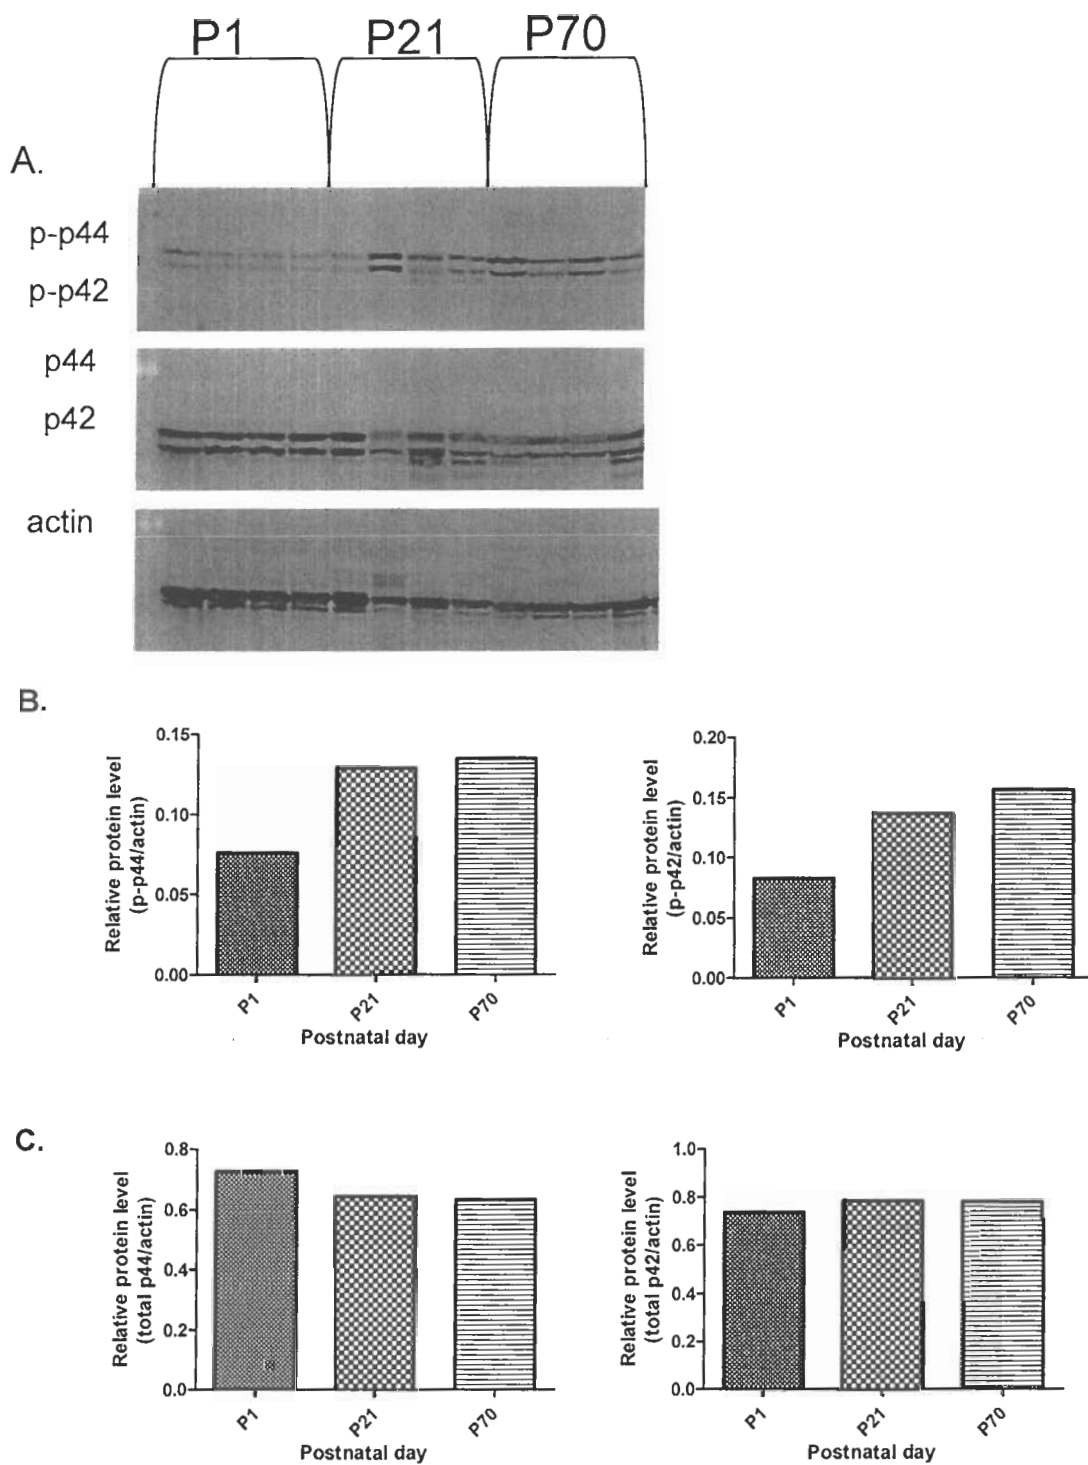 P1 P21 P70
A.
p-p44
p-p42
p44
p42
actin
B.
Relative protein level
(p-p44/actin)
0.15
0.10
0.05
0.00
P1 P21 P70
Postnatal day
Relative protein level
(p-p42/actin)
0.20
0.15
0.10
0.05
0.00
P1 P21 P70
Postnatal day
C.
Relative protein level
(total p44/actin)
0.8
0.6
0.4
0.2
0.0
P1 P21 P70
Postnatal day
Relative protein level
(total p42/actin)
1.0
0.8
0.6
0.4
0.2
0.0
P1 P21 P70
Postnatal day